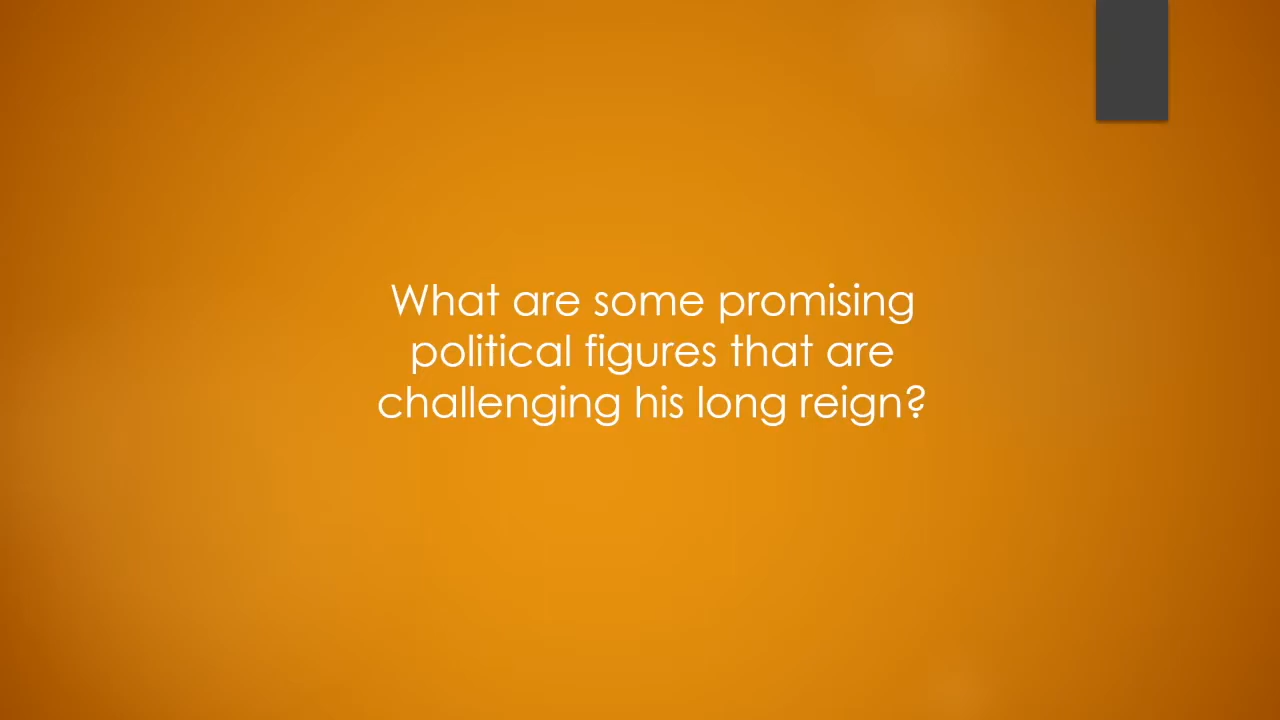 What are some promising
political figures that are
challenging his long reign?